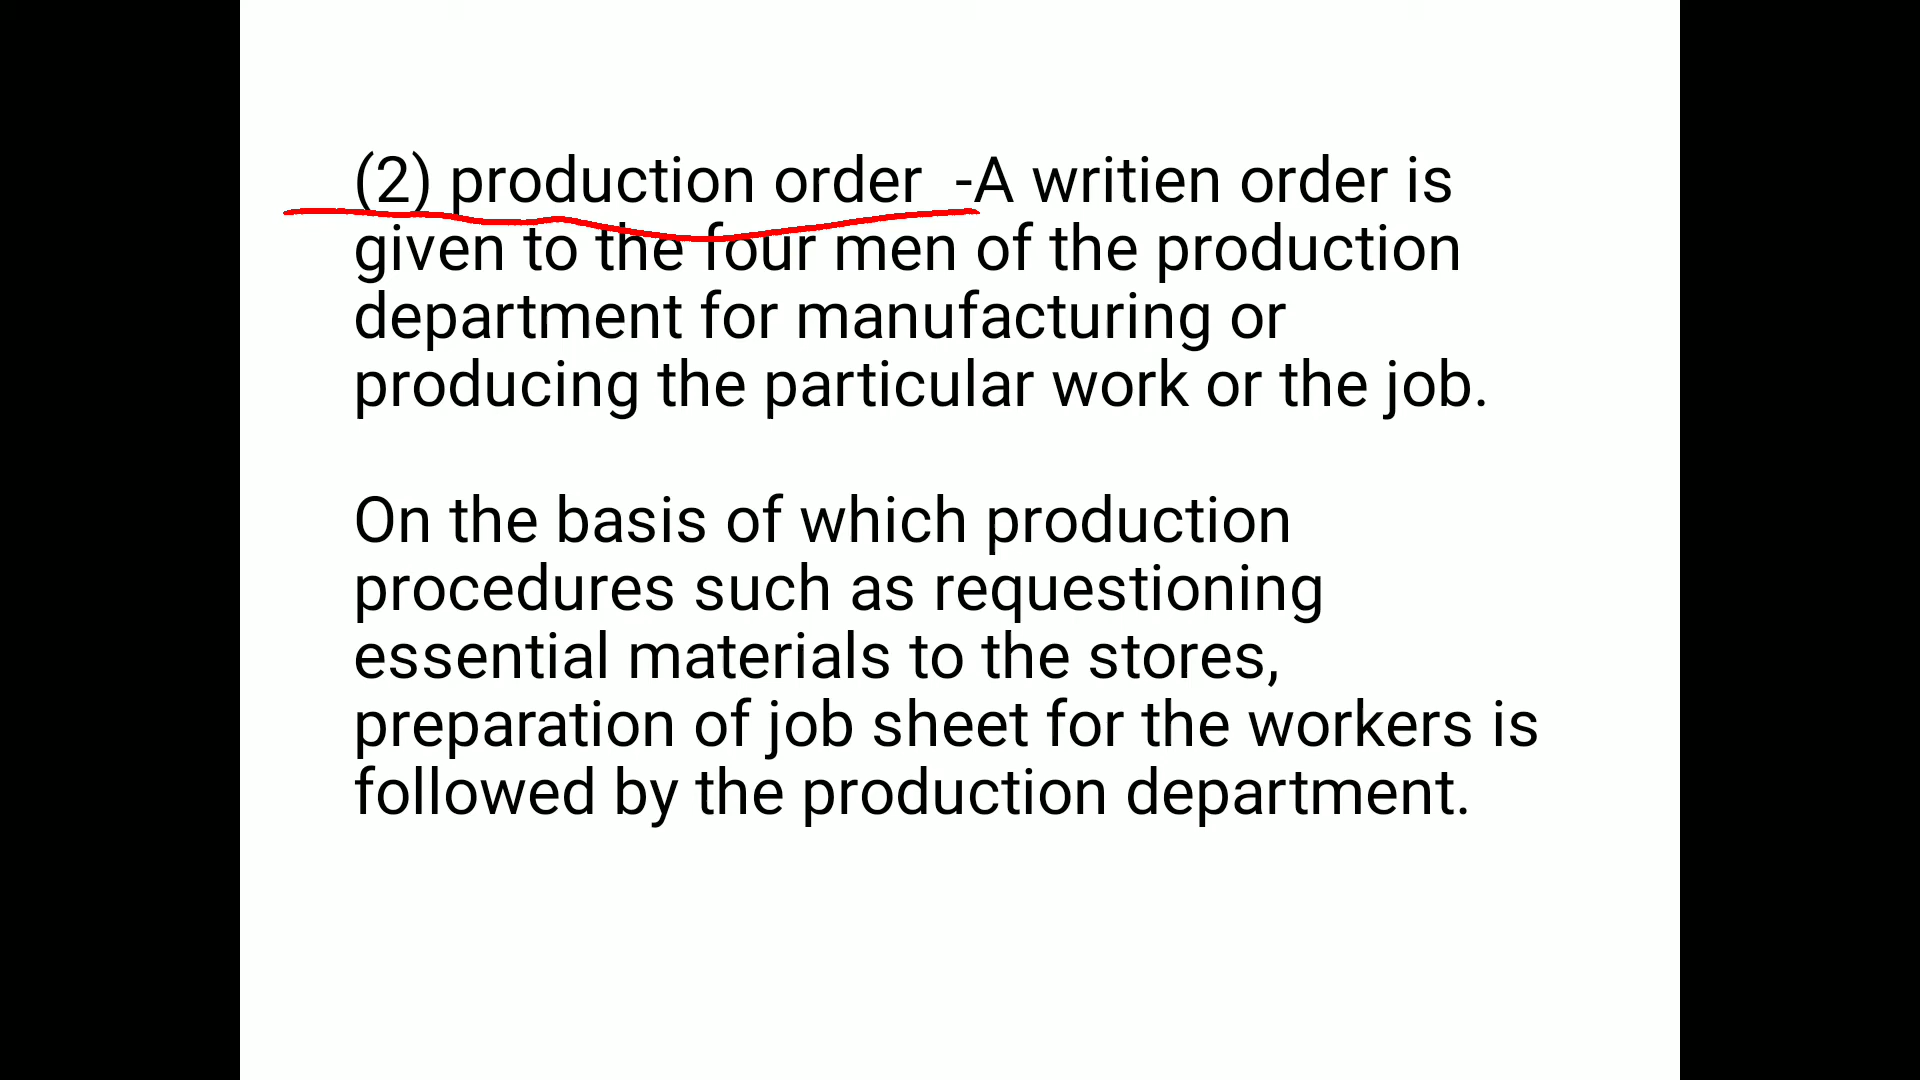 (2) production order  -A writien order is
given to the four men of the production
department for manufacturing or
producing the particular work or the job.
On the basis of which production
procedures such as requestioning
essential materials to the stores,
preparation of job sheet for the workers is
followed by the production department.